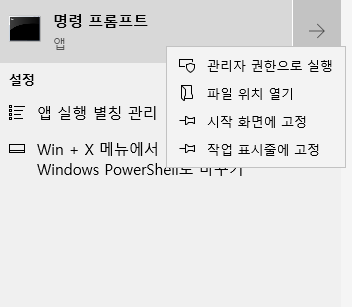 명령 프롬프트
앱
관리자 권한으로 실행
파일 위치 열기
시작 화면에 고정
작업 표시줄에 고정
설정
앱 실행 별칭 관리
Win + X 메뉴에서
Windows PowerShell로 바꾸기